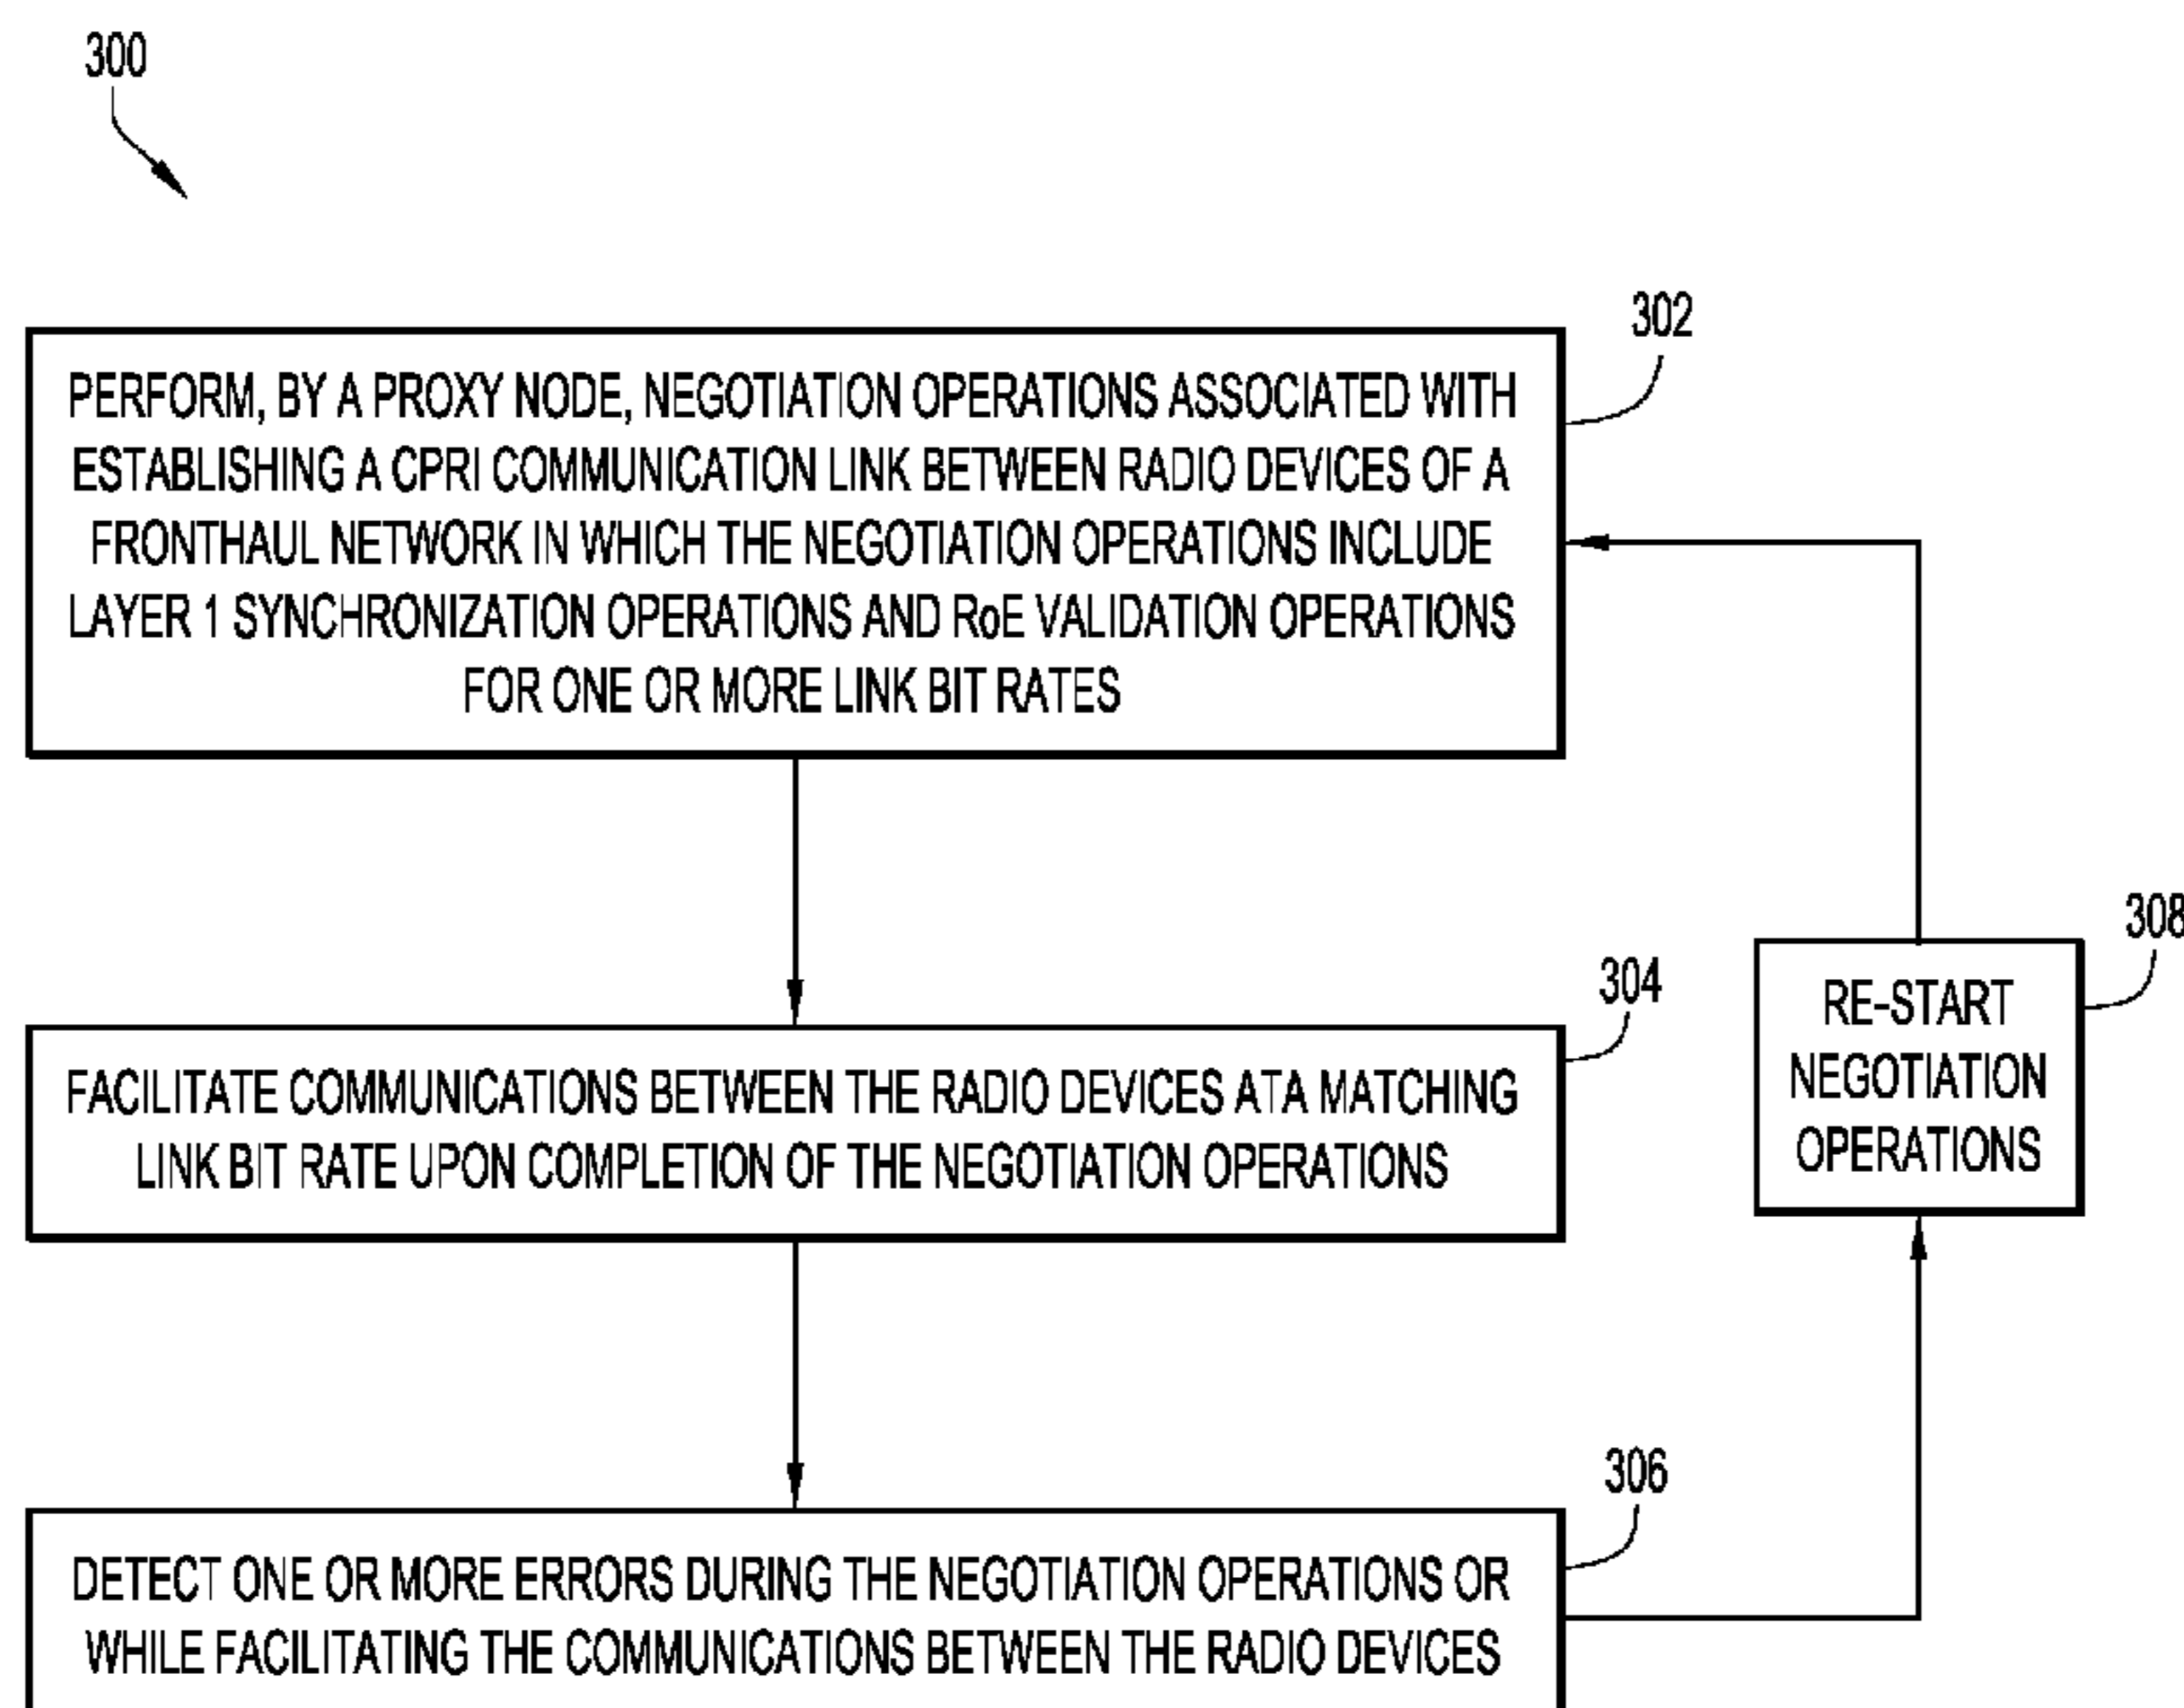 300
302
PERFORM, BY A PROXY NODE, NEGOTIATION OPERATIONS ASSOCIATED WITH
ESTABLISHING A CPRI COMMUNICATION LINK BETWEEN RADIO DEVICES OF A
FRONTHAUL NETWORK IN WHICH THE NEGOTIATION OPERATIONS INCLUDE
LAYER 1 SYNCHRONIZATION OPERATIONS AND RoE VALIDATION OPERATIONS
FOR ONE OR MORE LINK BIT RATES
304
FACILITATE COMMUNICATIONS BETWEEN THE RADIO DEVICES ATA MATCHING
LINK BIT RATE UPON COMPLETION OF THE NEGOTIATION OPERATIONS
308
RE-START
NEGOTIATION
OPERATIONS
306
DETECT ONE OR MORE ERRORS DURING THE NEGOTIATION OPERATIONS OR
WHILE FACILITATING THE COMMUNICATIONS BETWEEN THE RADIO DEVICES